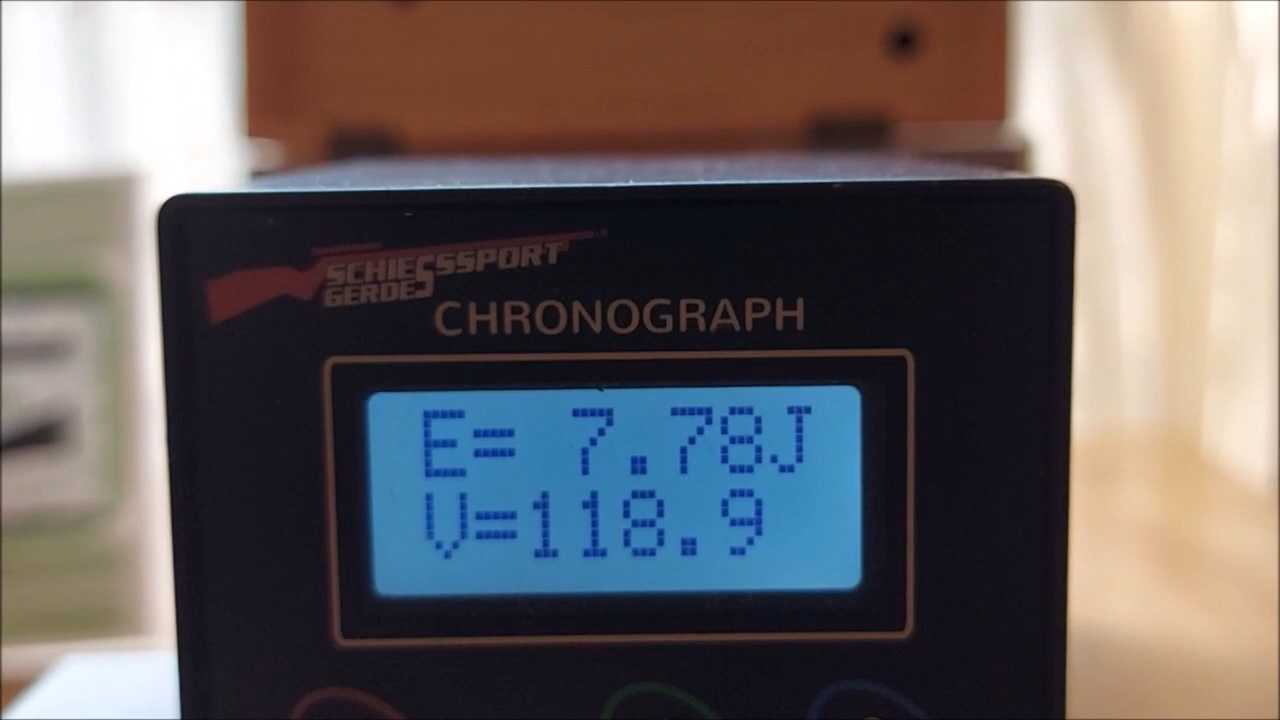 SCHIESSSPORT
GERDES
CHRONOGRAPH
E= 7.78J
V=118.9